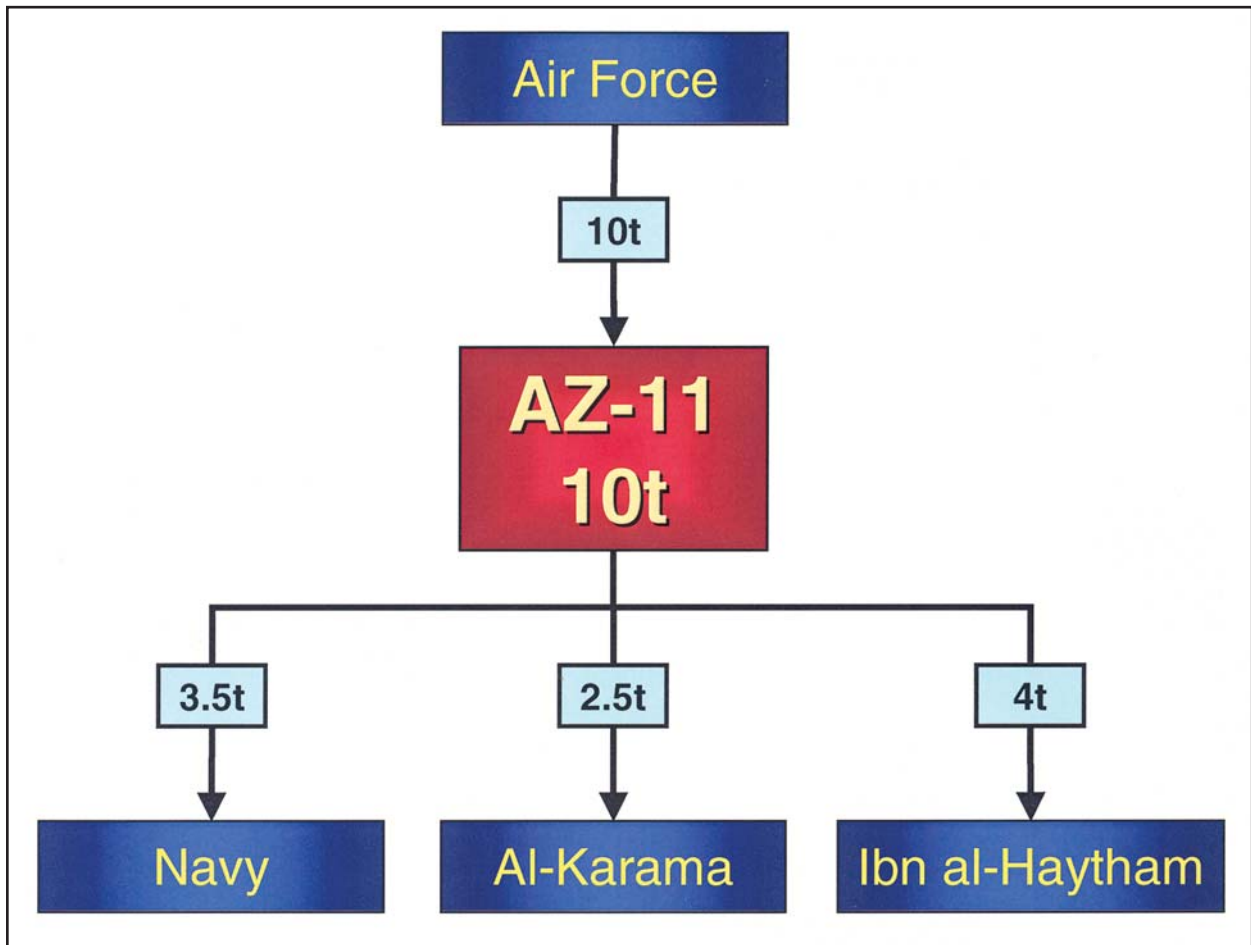 Air Force
10t
AZ-11
10t
3.5t
2.5t
4t
Navy
Al-Karama
Ibn al-Haytham